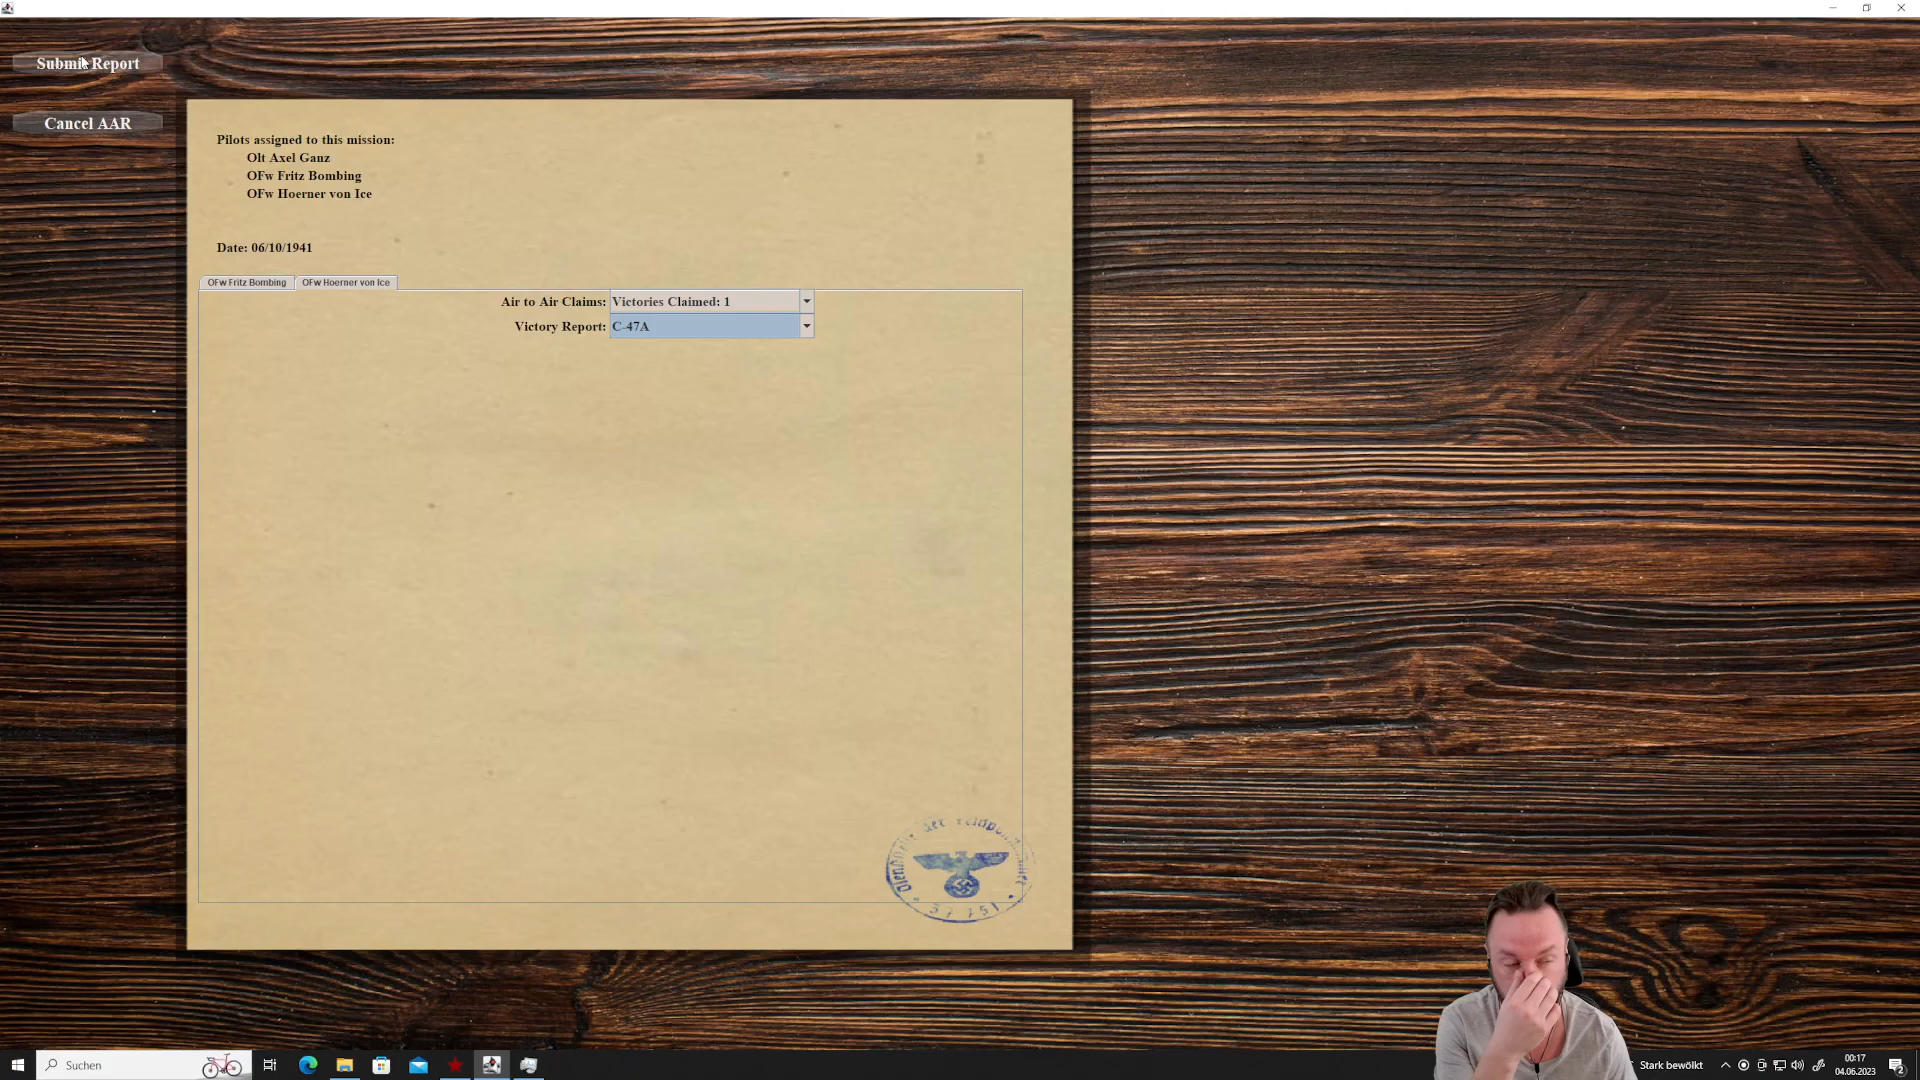 Submit Report
Cancel AAR
Pilots assigned to this mission:
Olt Axel Ganz
OFw Fritz Bombing
OFw Hoerner von Ice
Date: 06/10/1941
OFw Fritz Bombing
OFw Hoerner von Ice
Air to Air Claims: Victories Claimed: 1
Victory Report: C-47A
der
Suchen
Stark bewölkt
00:17
04.06.2023
2